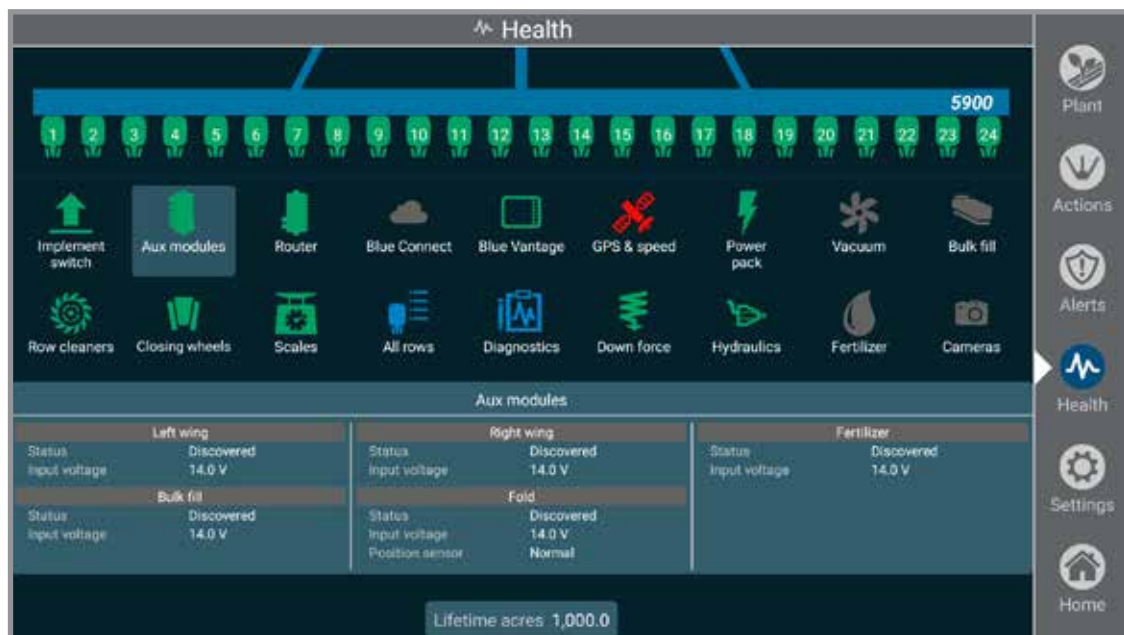 Health
5900
1 2 3 4 5 6 7 8 9 10 11 12 13 14 15 16 17 18 19 20 21 22 23 24
Implement switch
Aux modules
Router
Blue Connect
Blue Vantage
GPS & speed
Power pack
Vacuum
Bulk fill
Row cleaners
Closing wheels
Scales
All rows
Diagnostics
Down force
Hydraulics
Fertilizer
Cameras
Aux modules
Left wing
Status Discovered
Input voltage 14.0 V
Bulk fill
Status Discovered
Input voltage 14.0 V
Right wing
Status Discovered
Input voltage 14.0 V
Fold
Status Discovered
Input voltage 14.0 V
Position sensor Normal
Fertilizer
Status Discovered
Input voltage 14.0 V
Lifetime acres 1,000.0
Plant
Actions
Alerts
Health
Settings
Home